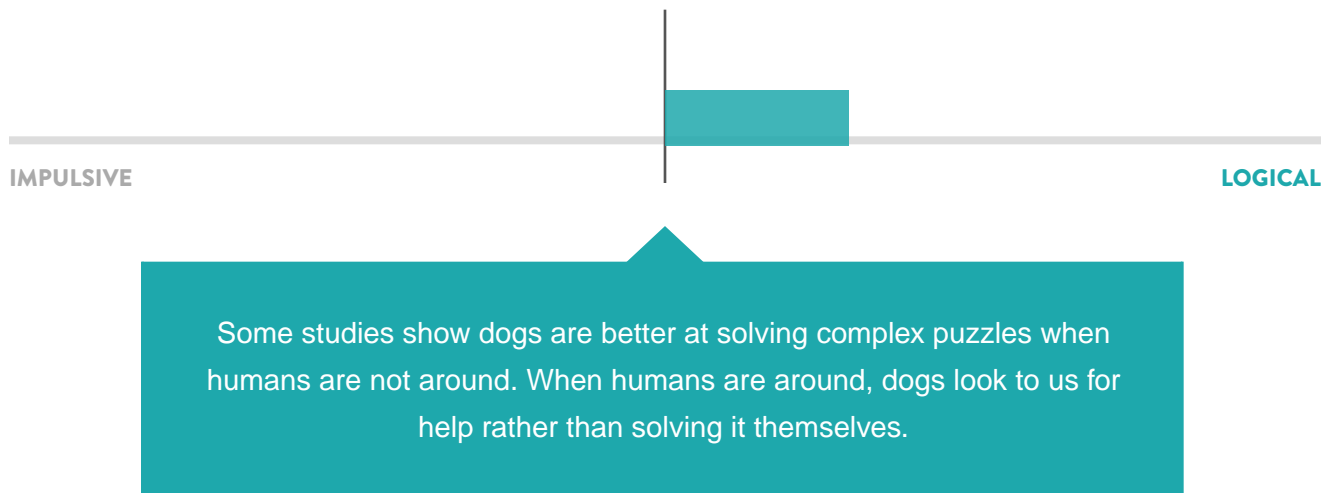 IMPULSIVE
LOGICAL
Some studies show dogs are better at solving complex puzzles when
humans are not around. When humans are around, dogs look to us for
help rather than solving it themselves.